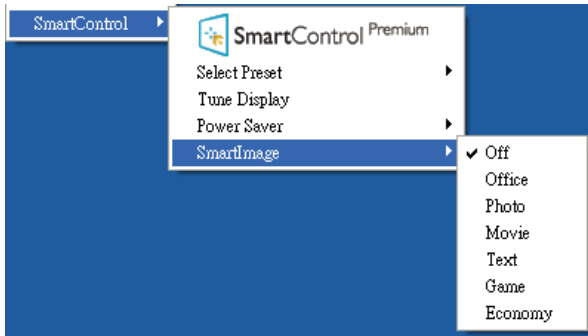 SmartControl
SmartControl Premium
Select Preset
Tune Display
Power Saver
SmartImage
Off
Office
Photo
Movie
Text
Game
Economy